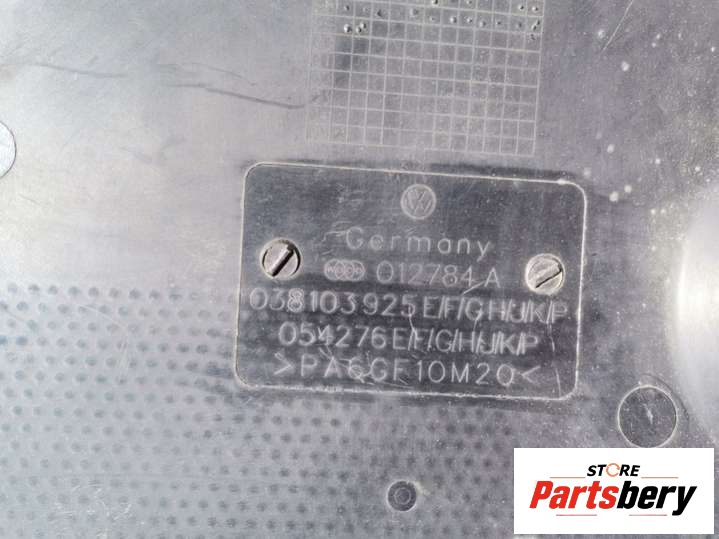 Germany
012784 A
038103925 E/F/G/H/J/K/P
054276 E/F/G/H/J/K/P
>PA6GF10M20<
STORE
Partsbery